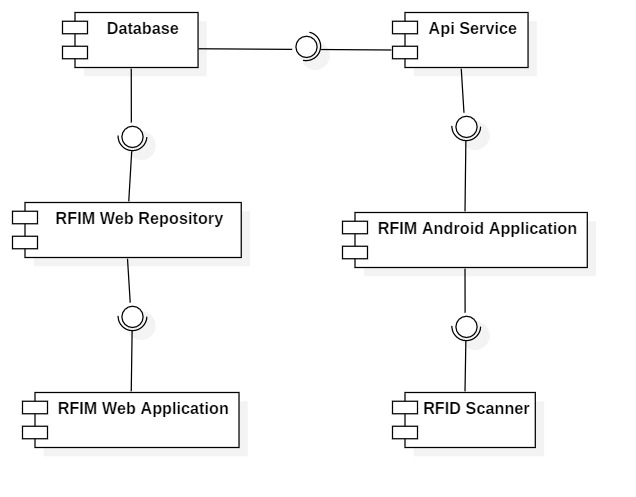 Database
Api Service
RFIM Web Repository
RFIM Android Application
RFIM Web Application
RFID Scanner